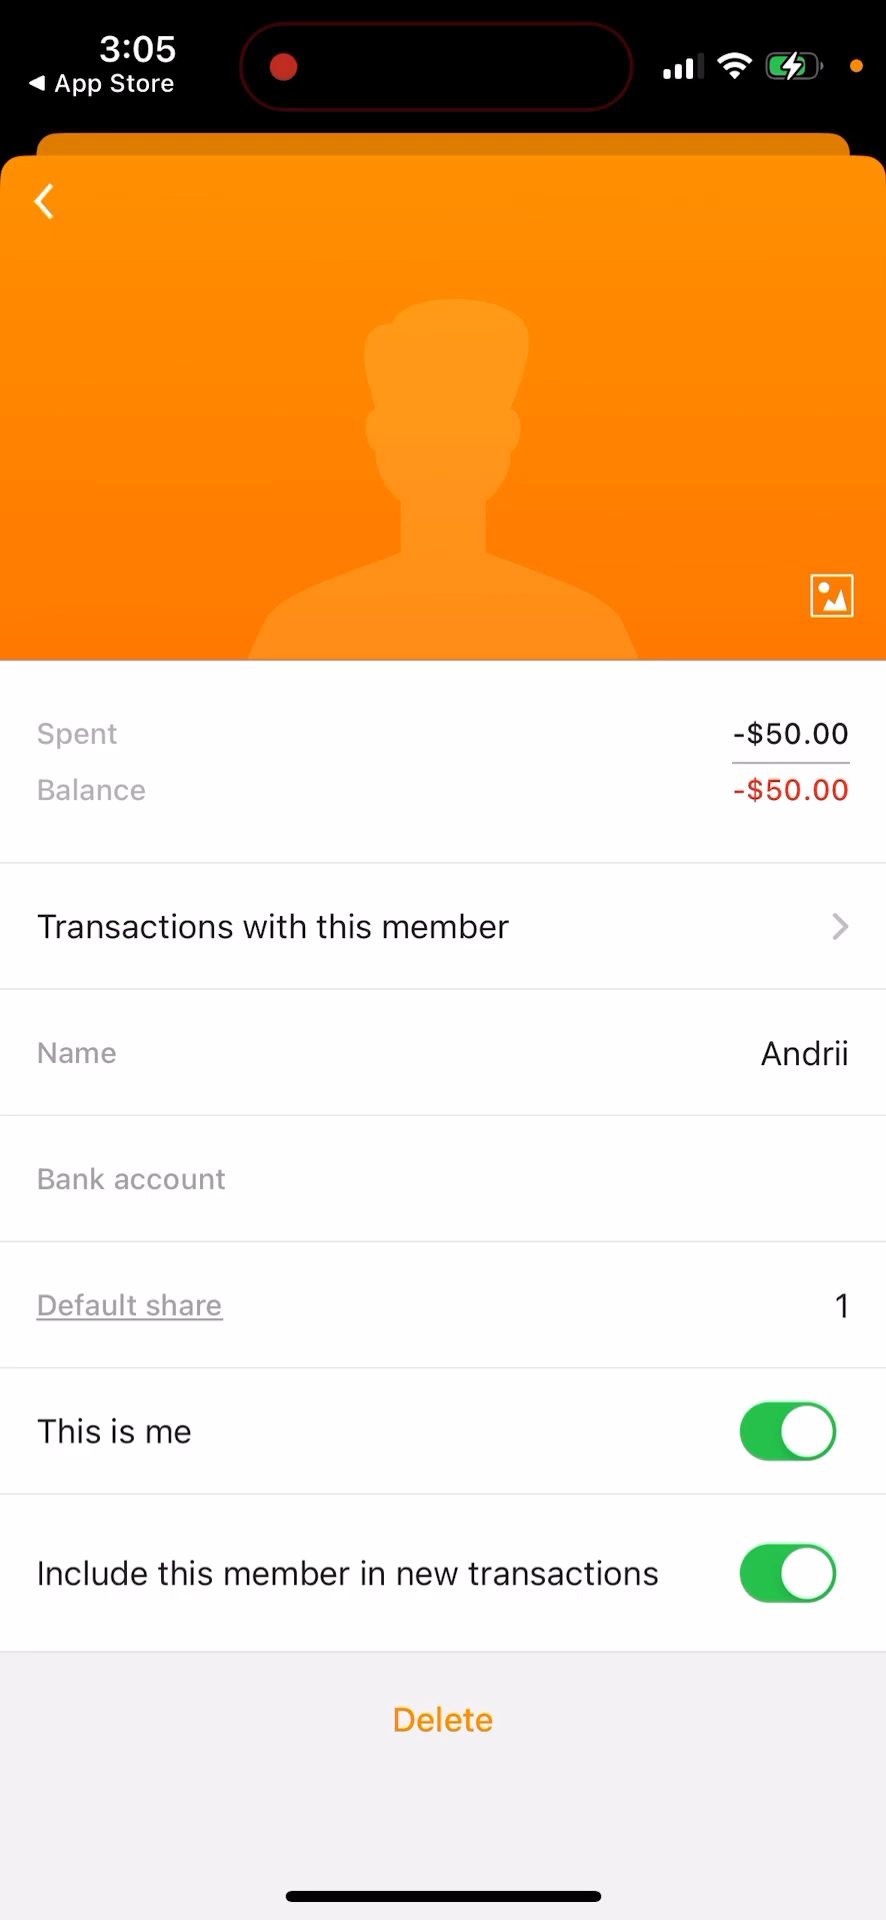 3:05
◀ App Store
Spent -$50.00
Balance -$50.00
Transactions with this member
Name Andrii
Bank account
Default share 1
This is me
Include this member in new transactions
Delete